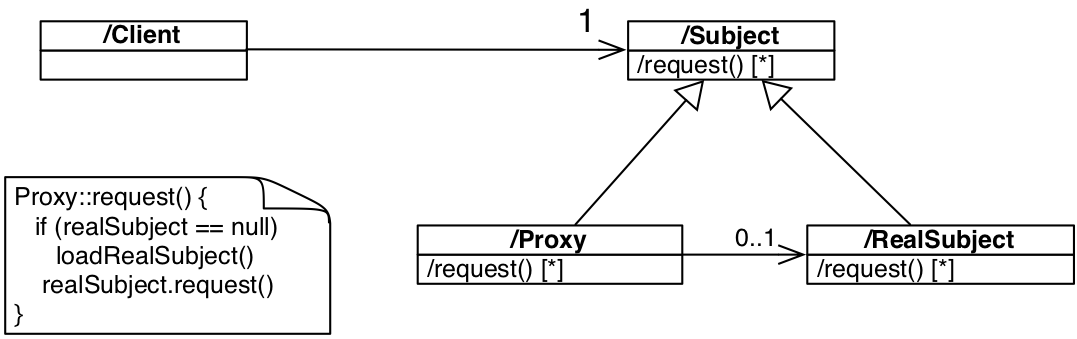 /Client
1
/Subject
/request() [*]
Proxy::request() {
if (realSubject == null)
loadRealSubject()
realSubject.request()
}
/Proxy
/request() [*]
0..1
/RealSubject
/request() [*]